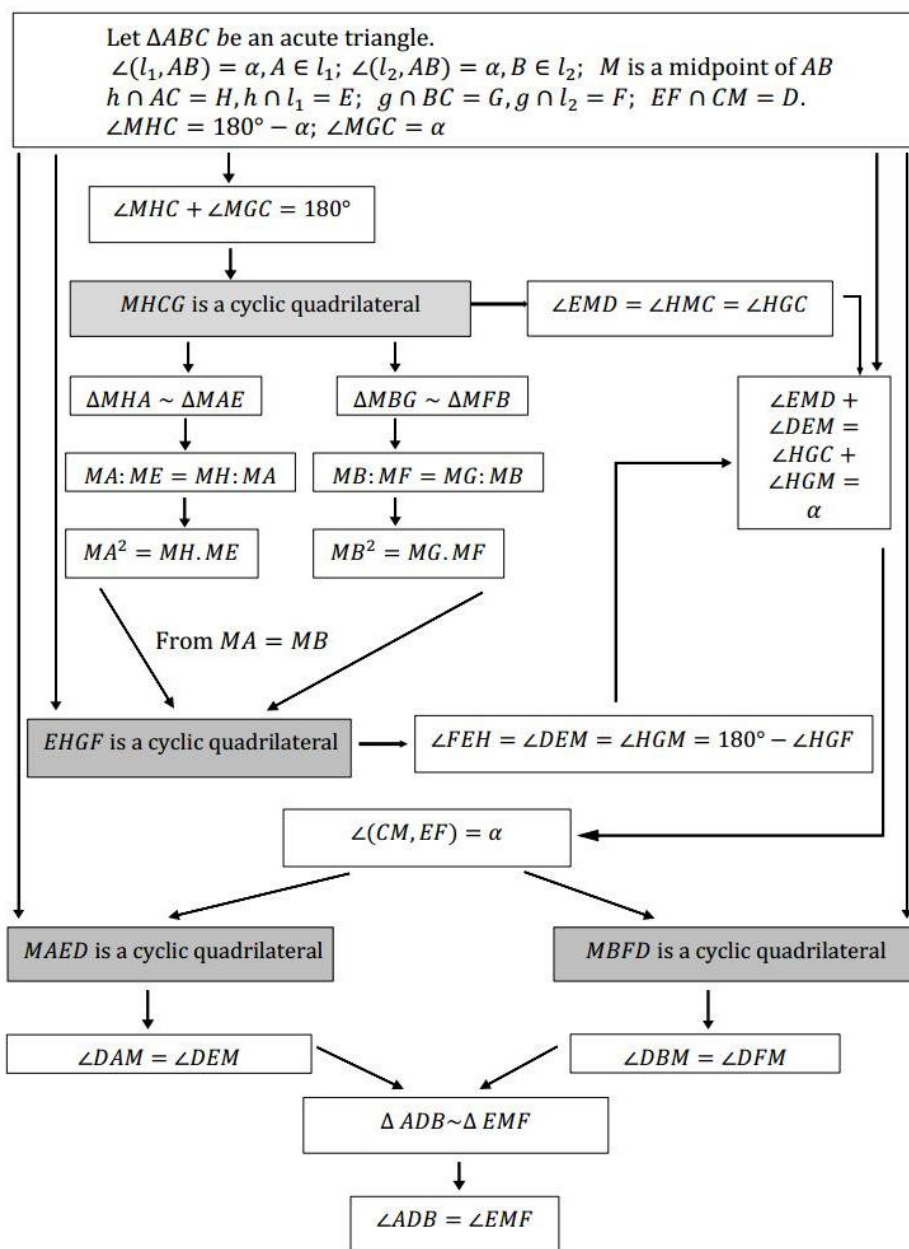 Let ΔABC be an acute triangle.
∠(l₁, AB) = α, A ∈ l₁; ∠(l₂, AB) = α, B ∈ l₂; M is a midpoint of AB
h ∩ AC = H, h ∩ l₁ = E; g ∩ BC = G, g ∩ l₂ = F; EF ∩ CM = D.
∠MHC = 180° − α; ∠MGC = α
∠MHC + ∠MGC = 180°
MHCG is a cyclic quadrilateral
∠EMD = ∠HMC = ∠HGC
ΔMHA ~ ΔMAE
ΔMBG ~ ΔMFB
∠EMD +
∠DEM =
∠HGC +
∠HGM =
α
MA: ME = MH: MA
MB: MF = MG: MB
MA² = MH. ME
MB² = MG. MF
From MA = MB
EHGF is a cyclic quadrilateral
∠FEH = ∠DEM = ∠HGM = 180° − ∠HGF
∠(CM, EF) = α
MAED is a cyclic quadrilateral
MBFD is a cyclic quadrilateral
∠DAM = ∠DEM
∠DBM = ∠DFM
Δ ADB~Δ EMF
∠ADB = ∠EMF